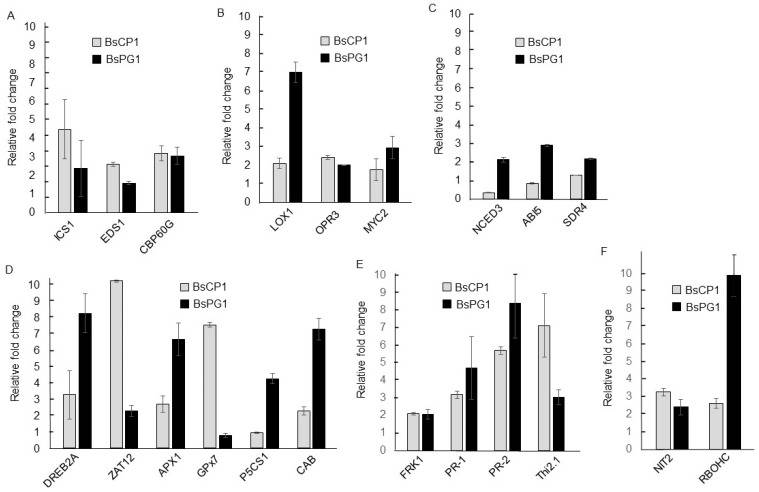 A
Relative fold change
10
9
8
7
6
5
4
3
2
1
0
BsCP1
BsPG1
ICS1
EDS1
CBP60G
B
Relative fold change
10
9
8
7
6
5
4
3
2
1
0
BsCP1
BsPG1
LOX1
OPR3
MYC2
C
Relative fold change
10
9
8
7
6
5
4
3
2
1
0
BsCP1
BsPG1
NCED3
ABI5
SDR4
D
Relative fold change
10
9
8
7
6
5
4
3
2
1
0
BsCP1
BsPG1
DREB2A
ZAT12
APX1
GPx7
P5CS1
CAB
E
Relative fold change
10
9
8
7
6
5
4
3
2
1
0
BsCP1
BsPG1
FRK1
PR-1
PR-2
Thi2.1
F
Relative fold change
10
9
8
7
6
5
4
3
2
1
0
BsCP1
BsPG1
NIT2
RBOHC